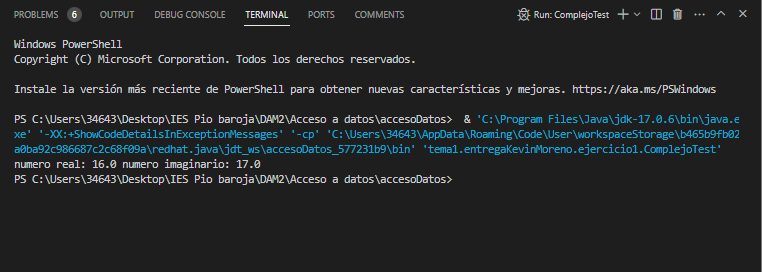 PROBLEMS 6 OUTPUT DEBUG CONSOLE TERMINAL PORTS COMMENTS Run: ComplejoTest
Windows PowerShell
Copyright (C) Microsoft Corporation. Todos los derechos reservados.
Instale la versión más reciente de PowerShell para obtener nuevas características y mejoras. https://aka.ms/PSWindows
PS C:\Users\34643\Desktop\IES Pio baroja\DAM2\Acceso a datos\accesoDatos>  & 'C:\Program Files\Java\jdk-17.0.6\bin\java.e
xe' '-XX:+ShowCodeDetailsInExceptionMessages' '-cp' 'C:\Users\34643\AppData\Roaming\Code\User\workspaceStorage\b465b9fb02
a0ba92c986687c2c68f09a\redhat.java\jdt_ws\accesoDatos_577231b9\bin' 'tema1.entregaKevinMoreno.ejercicio1.ComplejoTest'
numero real: 16.0 numero imaginario: 17.0
PS C:\Users\34643\Desktop\IES Pio baroja\DAM2\Acceso a datos\accesoDatos>